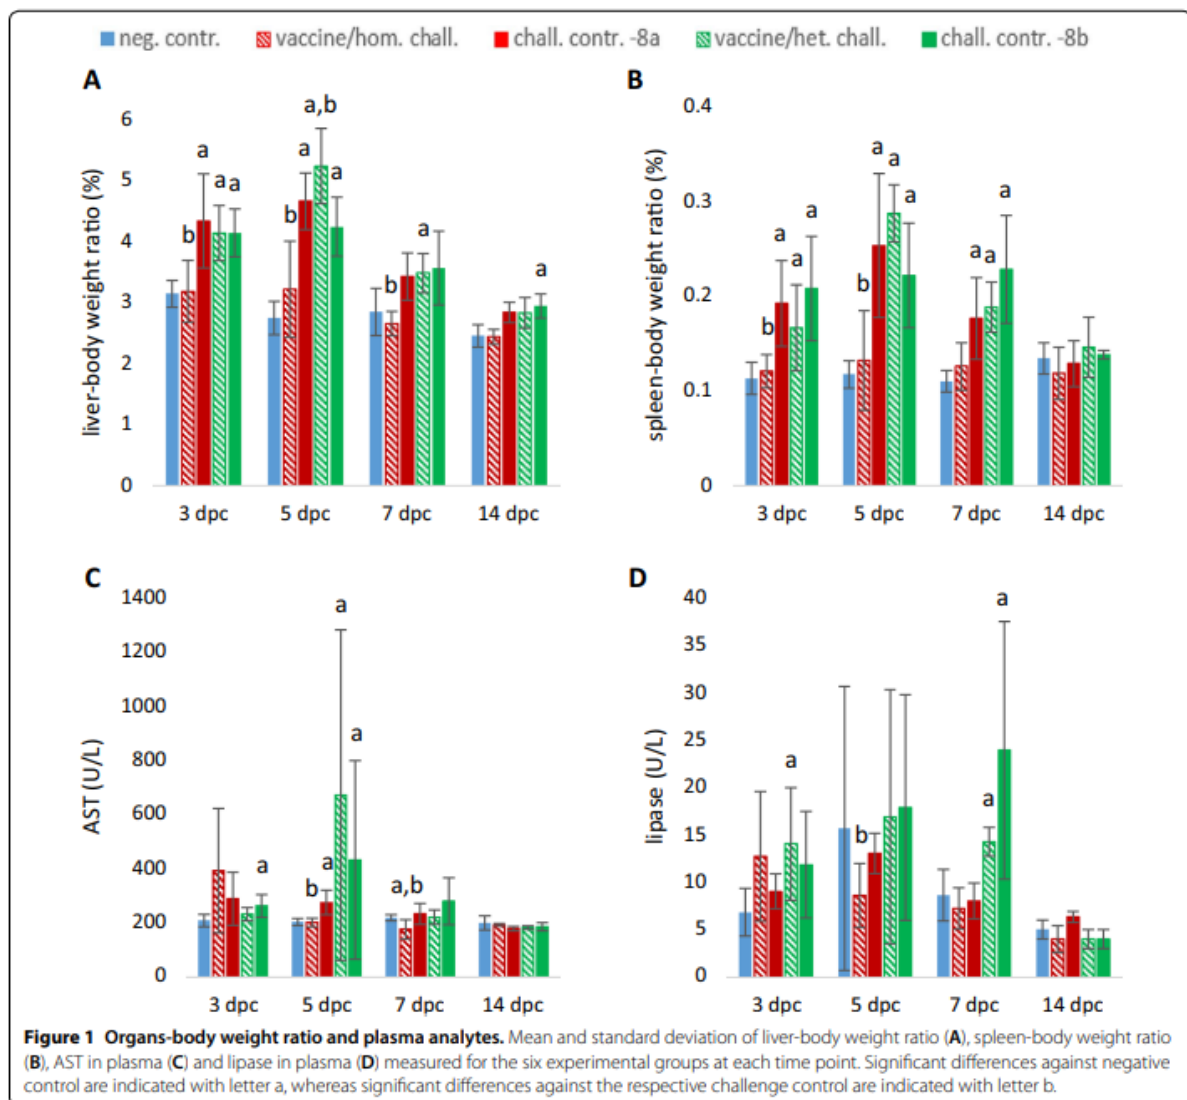 neg. contr. vaccine/hom. chall. chall. contr. -8a vaccine/het. chall. chall. contr. -8b
A
liver-body weight ratio (%)
6
5
4
3
2
1
0
b a a a
b a a,b a
b a
a
3 dpc 5 dpc 7 dpc 14 dpc
B
spleen-body weight ratio (%)
0.4
0.3
0.2
0.1
0
b a a a
b a a a
a a a
3 dpc 5 dpc 7 dpc 14 dpc
C
AST (U/L)
1400
1200
1000
800
600
400
200
0
a
b a a a
a,b
3 dpc 5 dpc 7 dpc 14 dpc
D
lipase (U/L)
40
35
30
25
20
15
10
5
0
a
b
a a
3 dpc 5 dpc 7 dpc 14 dpc
Figure 1 Organs-body weight ratio and plasma analytes. Mean and standard deviation of liver-body weight ratio (A), spleen-body weight ratio
(B), AST in plasma (C) and lipase in plasma (D) measured for the six experimental groups at each time point. Significant differences against negative
control are indicated with letter a, whereas significant differences against the respective challenge control are indicated with letter b.